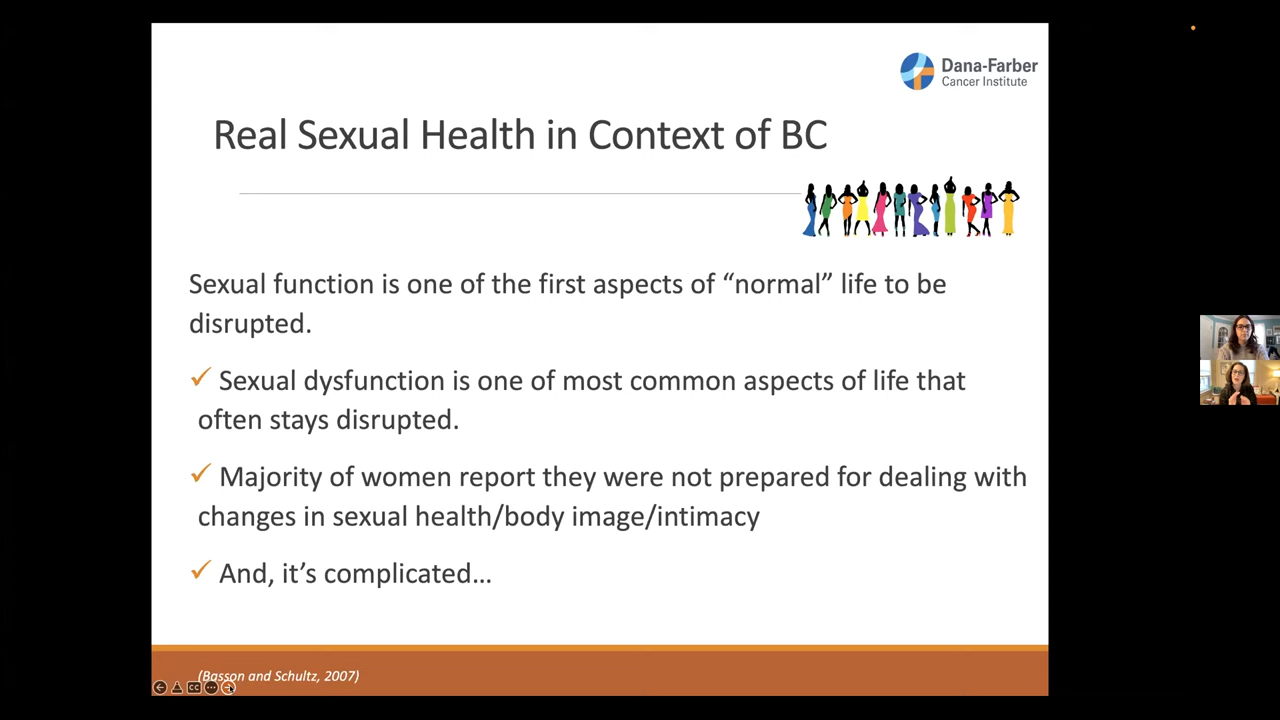 Dana-Farber
Cancer Institute
Real Sexual Health in Context of BC
Sexual function is one of the first aspects of “normal” life to be
disrupted.
✓ Sexual dysfunction is one of most common aspects of life that
often stays disrupted.
✓ Majority of women report they were not prepared for dealing with
changes in sexual health/body image/intimacy
✓ And, it’s complicated…
(Basson and Schultz, 2007)
CC